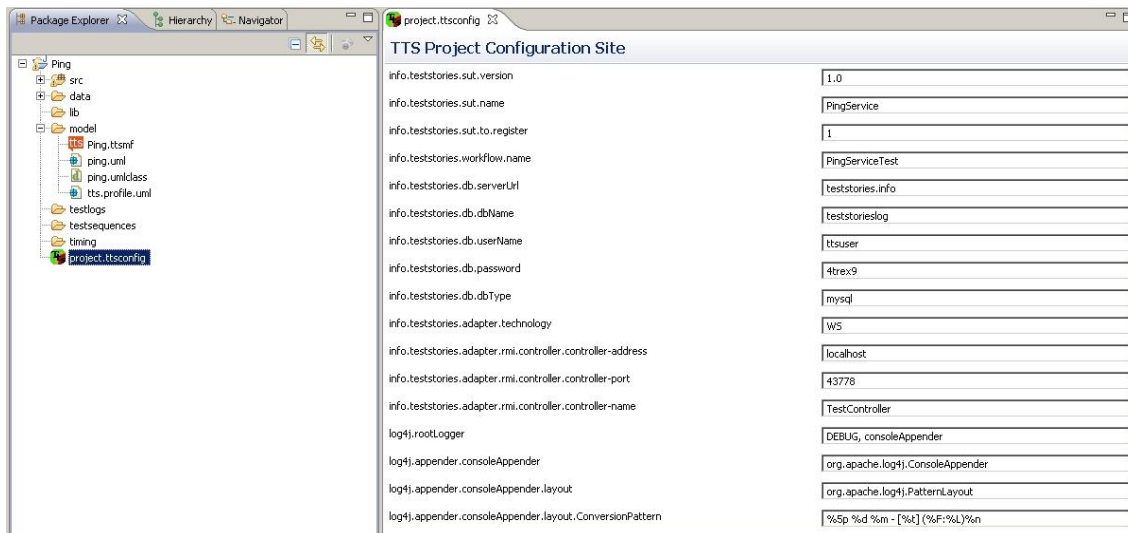 Package Explorer
Hierarchy
Navigator
Ping
src
data
lib
model
Ping.ttsmf
ping.uml
ping.umlclass
tts.profile.uml
testlogs
testsequences
timing
project.ttsconfig
project.ttsconfig
TTS Project Configuration Site
info.teststories.sut.version 1.0
info.teststories.sut.name PingService
info.teststories.sut.to.register 1
info.teststories.workflow.name PingServiceTest
info.teststories.db.serverUrl teststories.info
info.teststories.db.dbName teststorieslog
info.teststories.db.userName ttsuser
info.teststories.db.password 4trex9
info.teststories.db.dbType mysql
info.teststories.adapter.technology WS
info.teststories.adapter.rmi.controller.controller-address localhost
info.teststories.adapter.rmi.controller.controller-port 43778
info.teststories.adapter.rmi.controller.controller-name TestController
log4j.rootLogger DEBUG, consoleAppender
log4j.appender.consoleAppender org.apache.log4j.ConsoleAppender
log4j.appender.consoleAppender.layout org.apache.log4j.PatternLayout
log4j.appender.consoleAppender.layout.ConversionPattern %5p %d %m - [%t] (%F:%L)%n